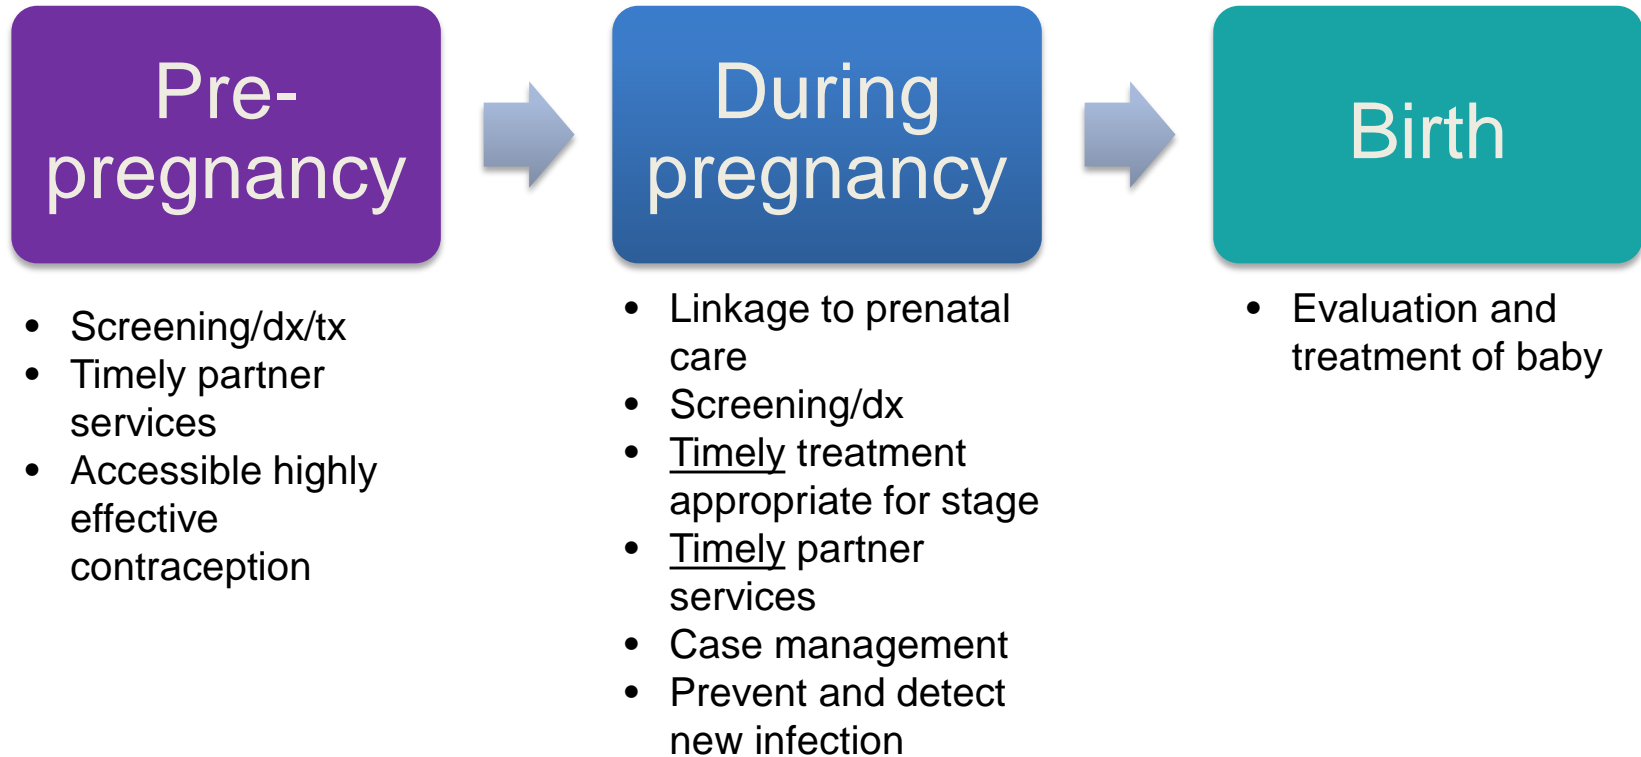 Pre-
pregnancy
• Screening/dx/tx
• Timely partner
services
• Accessible highly
effective
contraception
During
pregnancy
• Linkage to prenatal
care
• Screening/dx
• Timely treatment
appropriate for stage
• Timely partner
services
• Case management
• Prevent and detect
new infection
Birth
• Evaluation and
treatment of baby